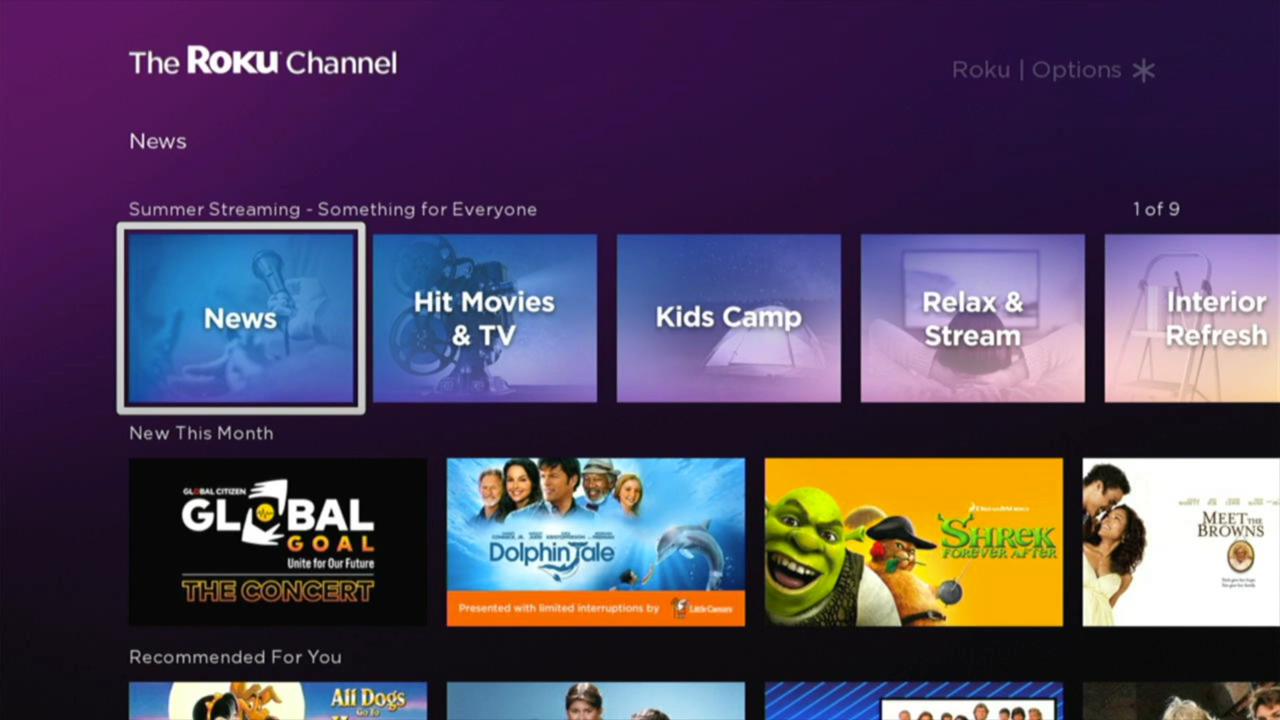 The Roku Channel
Roku | Options
News
Summer Streaming - Something for Everyone
1 of 9
News
Hit Movies
& TV
Kids Camp
Relax &
Stream
Interior
Refresh
New This Month
GLOBAL CITIZEN
GLOBAL
GOAL
Unite for Our Future
THE CONCERT
DOLPHIN TALE
Presented with limited interruptions by Little Caesars
DREAMWORKS
SHREK
FOREVER AFTER
MEET THE
BROWNS
Recommended For You
All Dogs
Go To